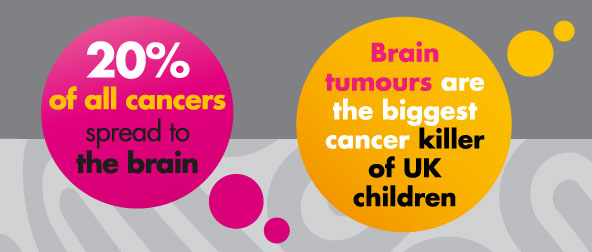 20%
of all cancers
spread to
the brain
Brain
tumours are
the biggest
cancer killer
of UK
children